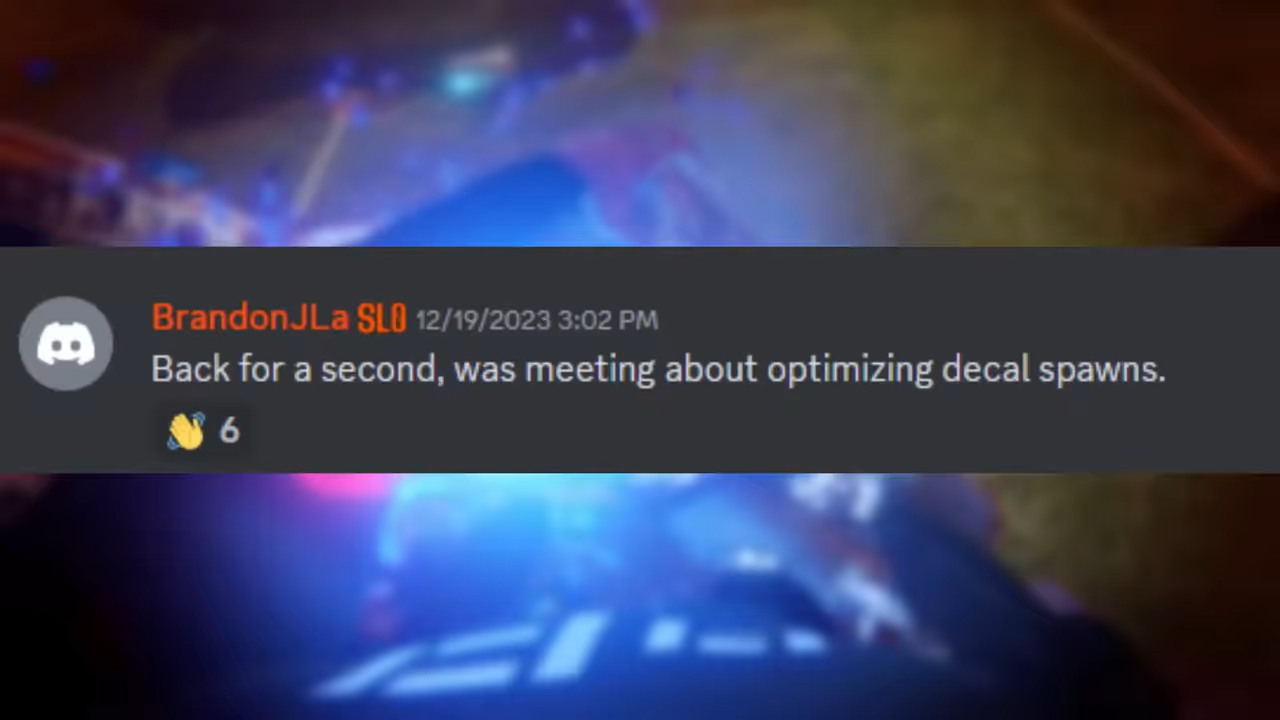 BrandonJLa SLO 12/19/2023 3:02 PM
Back for a second, was meeting about optimizing decal spawns.
👋 6